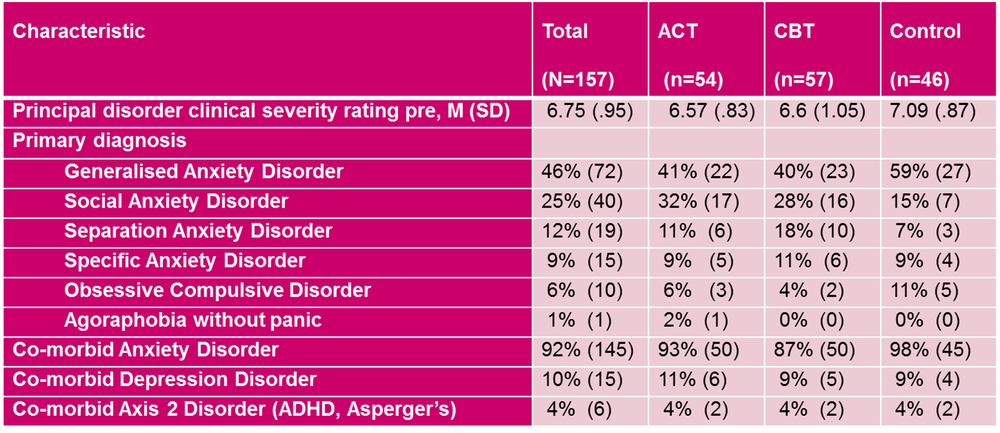 Characteristic Total ACT CBT Control
(N=157) (n=54) (n=57) (n=46)
Principal disorder clinical severity rating pre, M (SD) 6.75 (.95) 6.57 (.83) 6.6 (1.05) 7.09 (.87)
Primary diagnosis
Generalised Anxiety Disorder 46% (72) 41% (22) 40% (23) 59% (27)
Social Anxiety Disorder 25% (40) 32% (17) 28% (16) 15% (7)
Separation Anxiety Disorder 12% (19) 11% (6) 18% (10) 7% (3)
Specific Anxiety Disorder 9% (15) 9% (5) 11% (6) 9% (4)
Obsessive Compulsive Disorder 6% (10) 6% (3) 4% (2) 11% (5)
Agoraphobia without panic 1% (1) 2% (1) 0% (0) 0% (0)
Co-morbid Anxiety Disorder 92% (145) 93% (50) 87% (50) 98% (45)
Co-morbid Depression Disorder 10% (15) 11% (6) 9% (5) 9% (4)
Co-morbid Axis 2 Disorder (ADHD, Asperger’s) 4% (6) 4% (2) 4% (2) 4% (2)